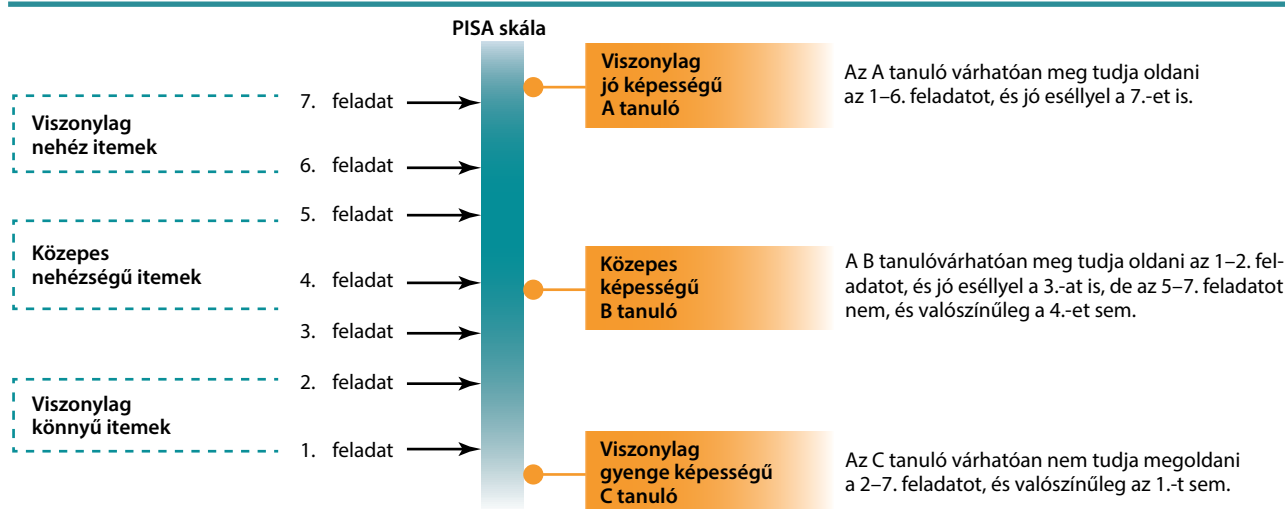 PISA skála
Viszonylag
nehéz itemek
Közepes
nehézségű itemek
Viszonylag
könnyű itemek
7. feladat
6. feladat
5. feladat
4. feladat
3. feladat
2. feladat
1. feladat
Viszonylag
jó képességű
A tanuló
Az A tanuló várhatóan meg tudja oldani
az 1–6. feladatot, és jó eséllyel a 7.-et is.
Közepes
képességű
B tanuló
A B tanulóvárhatóan meg tudja oldani az 1–2. fel-
adatot, és jó eséllyel a 3.-at is, de az 5–7. feladatot
nem, és valószínűleg a 4.-et sem.
Viszonylag
gyenge képességű
C tanuló
Az C tanuló várhatóan nem tudja megoldani
a 2–7. feladatot, és valószínűleg az 1.-t sem.